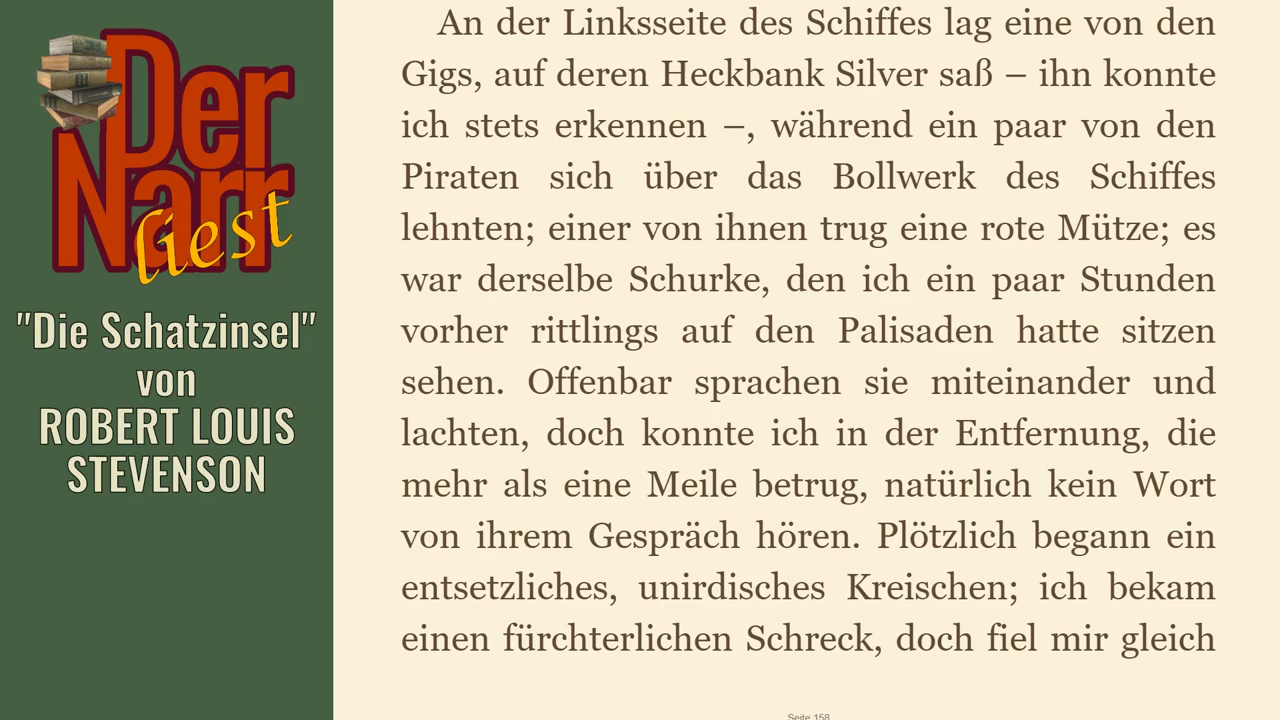 Der
Narr
liest
"Die Schatzinsel"
von
ROBERT LOUIS
STEVENSON
An der Linksseite des Schiffes lag eine von den
Gigs, auf deren Heckbank Silver saß – ihn konnte
ich stets erkennen –, während ein paar von den
Piraten sich über das Bollwerk des Schiffes
lehnten; einer von ihnen trug eine rote Mütze; es
war derselbe Schurke, den ich ein paar Stunden
vorher rittlings auf den Palisaden hatte sitzen
sehen. Offenbar sprachen sie miteinander und
lachten, doch konnte ich in der Entfernung, die
mehr als eine Meile betrug, natürlich kein Wort
von ihrem Gespräch hören. Plötzlich begann ein
entsetzliches, unirdisches Kreischen; ich bekam
einen fürchterlichen Schreck, doch fiel mir gleich
Seite 158